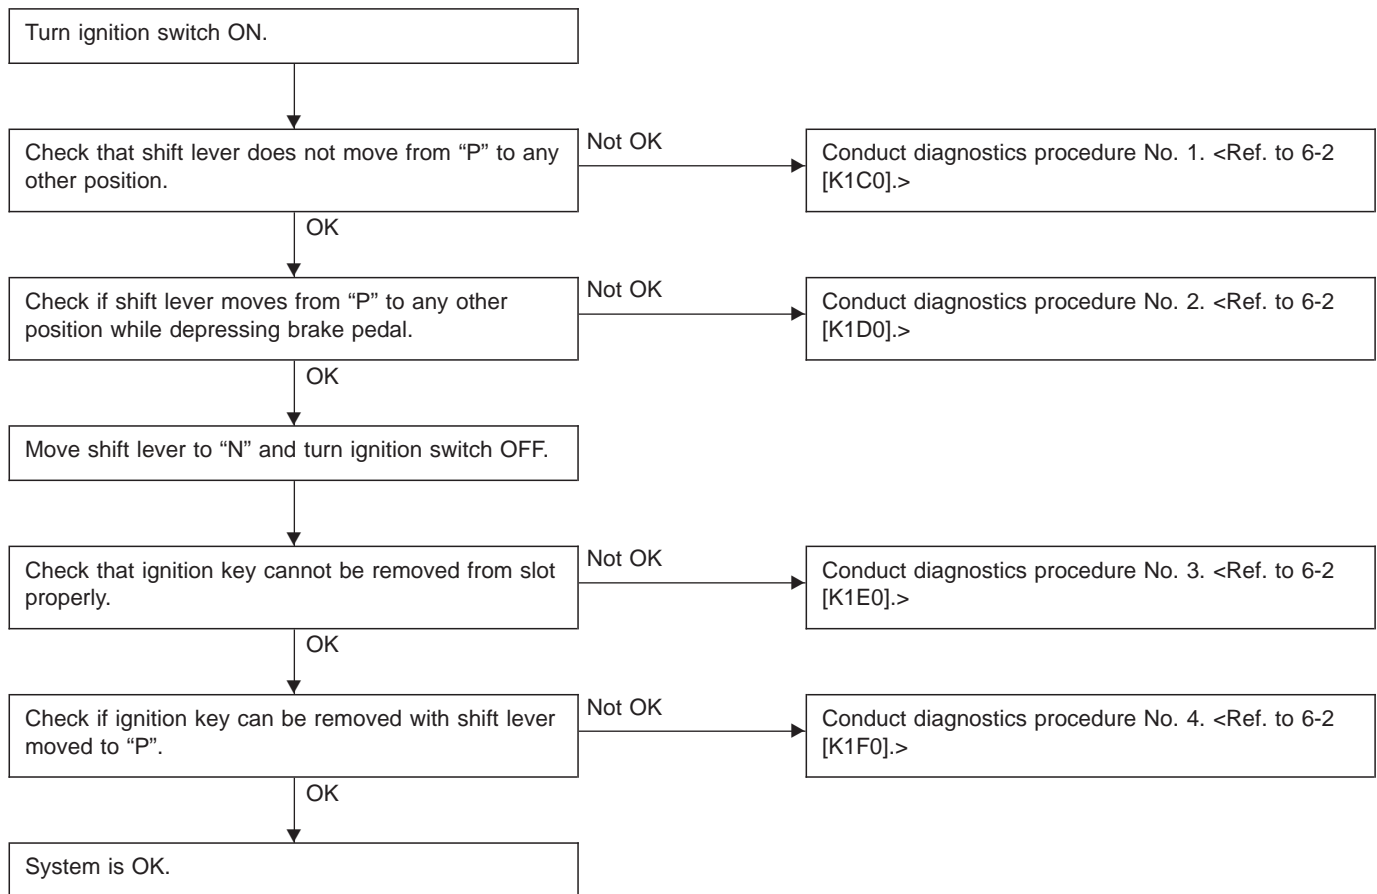 Turn ignition switch ON.
Check that shift lever does not move from “P” to any
other position.
Not OK
Conduct diagnostics procedure No. 1. <Ref. to 6-2
[K1C0].>
OK
Check if shift lever moves from “P” to any other
position while depressing brake pedal.
Not OK
Conduct diagnostics procedure No. 2. <Ref. to 6-2
[K1D0].>
OK
Move shift lever to “N” and turn ignition switch OFF.
Check that ignition key cannot be removed from slot
properly.
Not OK
Conduct diagnostics procedure No. 3. <Ref. to 6-2
[K1E0].>
OK
Check if ignition key can be removed with shift lever
moved to “P”.
Not OK
Conduct diagnostics procedure No. 4. <Ref. to 6-2
[K1F0].>
OK
System is OK.